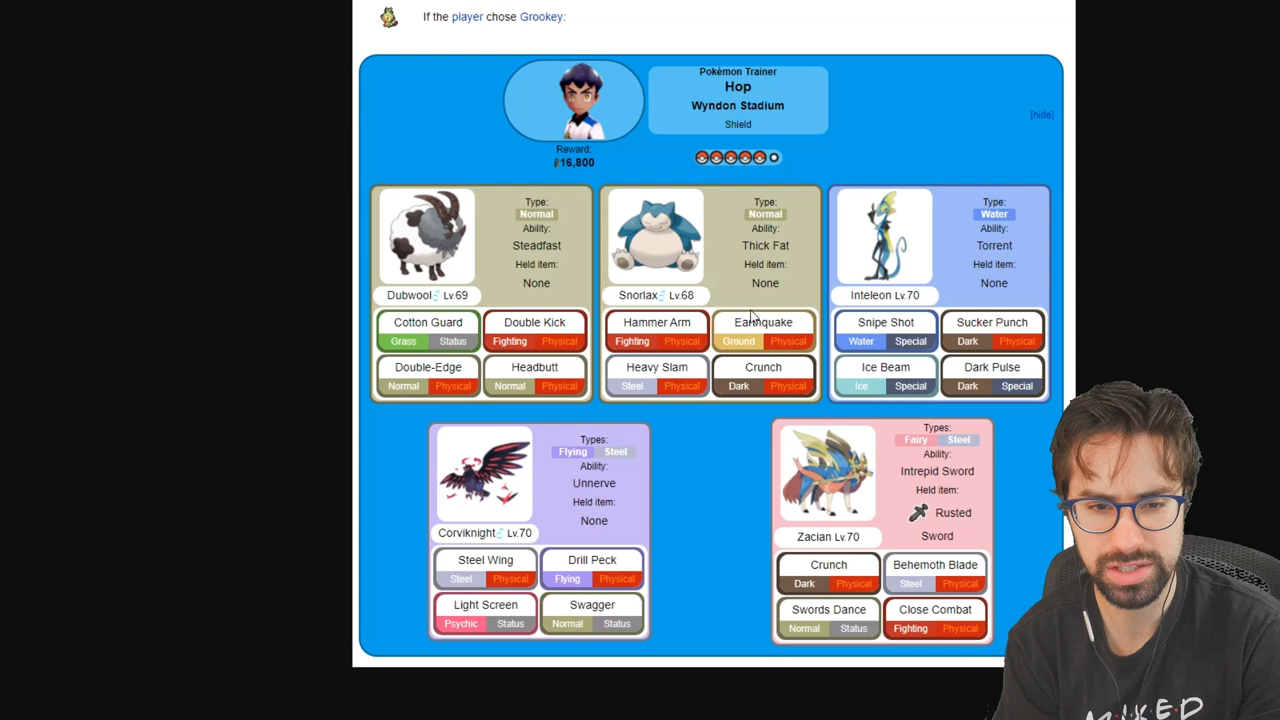 If the player chose Grookey:
Pokémon Trainer
Hop
Wyndon Stadium
Shield
[hide]
Reward:
₽16,800
Type:
Normal
Ability:
Steadfast
Held item:
None
Dubwool♂ Lv.69
Cotton Guard
Grass Status
Double Kick
Fighting Physical
Double-Edge
Normal Physical
Headbutt
Normal Physical
Type:
Normal
Ability:
Thick Fat
Held item:
None
Snorlax♂ Lv.68
Hammer Arm
Fighting Physical
Earthquake
Ground Physical
Heavy Slam
Steel Physical
Crunch
Dark Physical
Type:
Water
Ability:
Torrent
Held item:
None
Inteleon Lv.70
Snipe Shot
Water Special
Sucker Punch
Dark Physical
Ice Beam
Ice Special
Dark Pulse
Dark Special
Types:
Flying Steel
Ability:
Unnerve
Held item:
None
Corviknight♂ Lv.70
Steel Wing
Steel Physical
Drill Peck
Flying Physical
Light Screen
Psychic Status
Swagger
Normal Status
Types:
Fairy Steel
Ability:
Intrepid Sword
Held item:
Rusted
Sword
Zacian Lv.70
Crunch
Dark Physical
Behemoth Blade
Steel Physical
Swords Dance
Normal Status
Close Combat
Fighting Physical